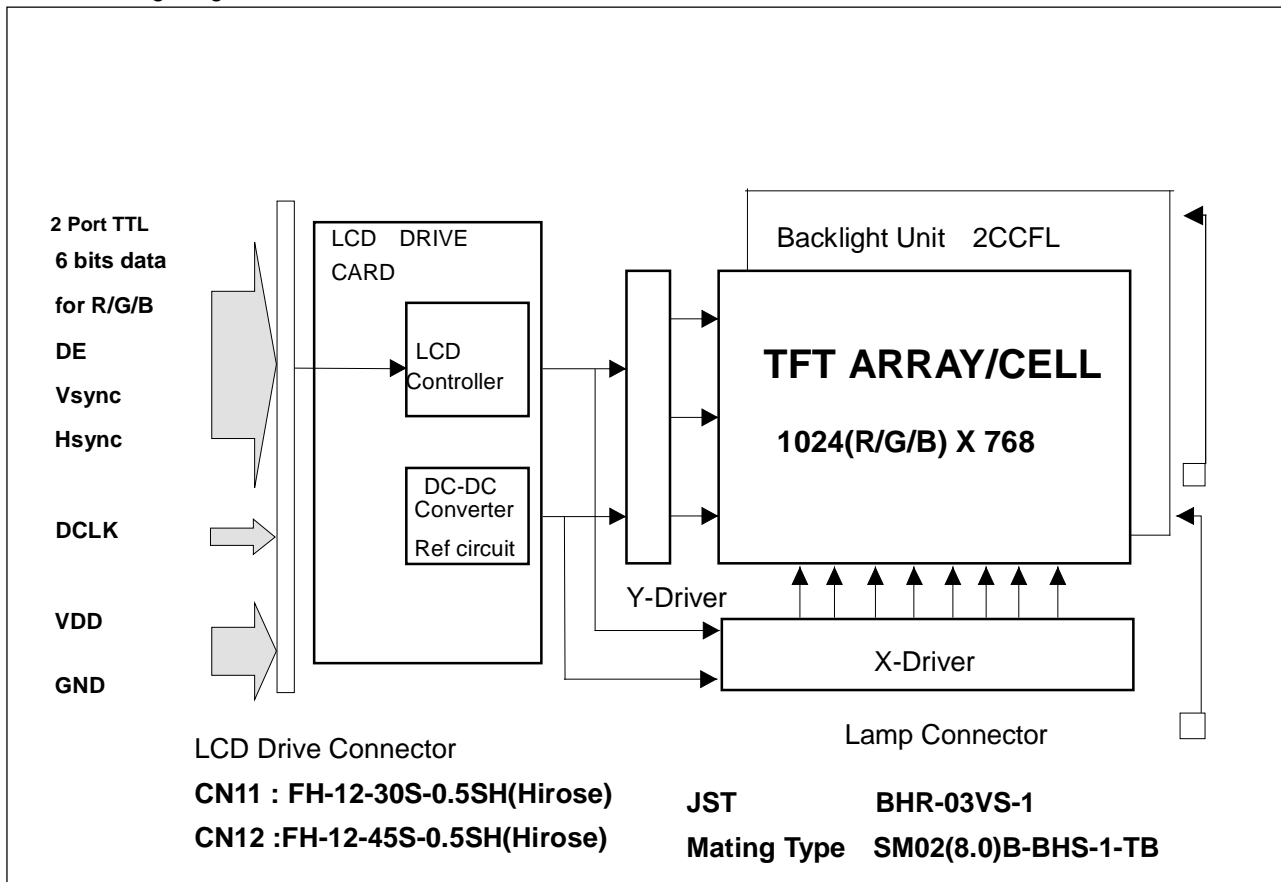 2 Port TTL
6 bits data
for R/G/B
DE
Vsync
Hsync
DCLK
VDD
GND
LCD DRIVE
CARD
LCD
Controller
DC-DC
Converter
Ref circuit
Backlight Unit 2CCFL
TFT ARRAY/CELL
1024(R/G/B) X 768
Y-Driver
X-Driver
LCD Drive Connector
CN11 : FH-12-30S-0.5SH(Hirose)
CN12 :FH-12-45S-0.5SH(Hirose)
Lamp Connector
JST BHR-03VS-1
Mating Type SM02(8.0)B-BHS-1-TB